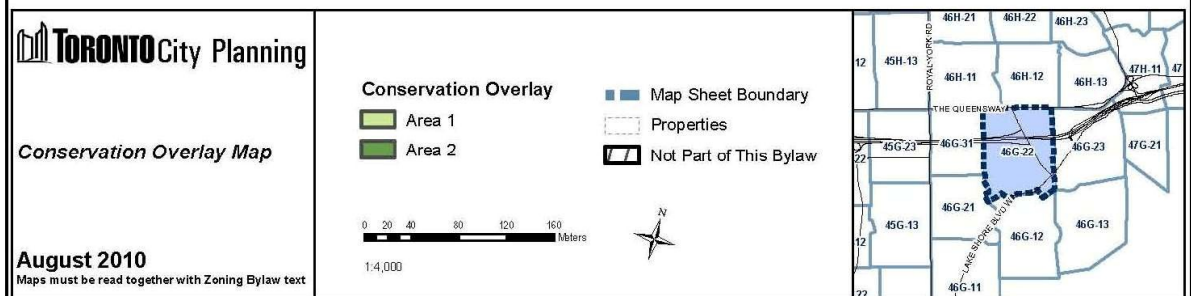 TORONTO City Planning
Conservation Overlay Map
August 2010
Maps must be read together with Zoning Bylaw text
Conservation Overlay
Area 1
Area 2
Map Sheet Boundary
Properties
Not Part of This Bylaw
0 20 40 80 120 160
Meters
1:4,000
N
46H-21 46H-22 46H-23
ROYAL YORK RD
12 45H-13 46H-11 46H-12 46H-13 47H-11 47
THE QUEENSWAY
22 45G-23 46G-31 46G-22 46G-23 47G-21
46G-21
12 45G-13 46G-12 46G-13
LAKE SHORE BLVD W
22 46G-11